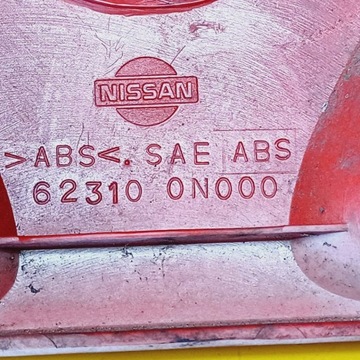 NISSAN
>ABS<. SAE ABS
62310 0N000